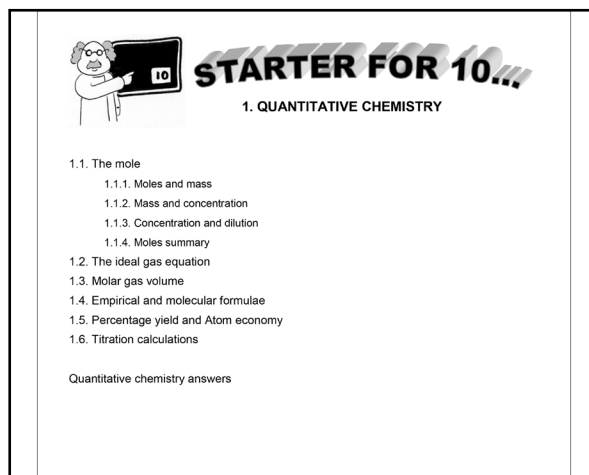 10
STARTER FOR 10...
1. QUANTITATIVE CHEMISTRY
1.1. The mole
1.1.1. Moles and mass
1.1.2. Mass and concentration
1.1.3. Concentration and dilution
1.1.4. Moles summary
1.2. The ideal gas equation
1.3. Molar gas volume
1.4. Empirical and molecular formulae
1.5. Percentage yield and Atom economy
1.6. Titration calculations
Quantitative chemistry answers